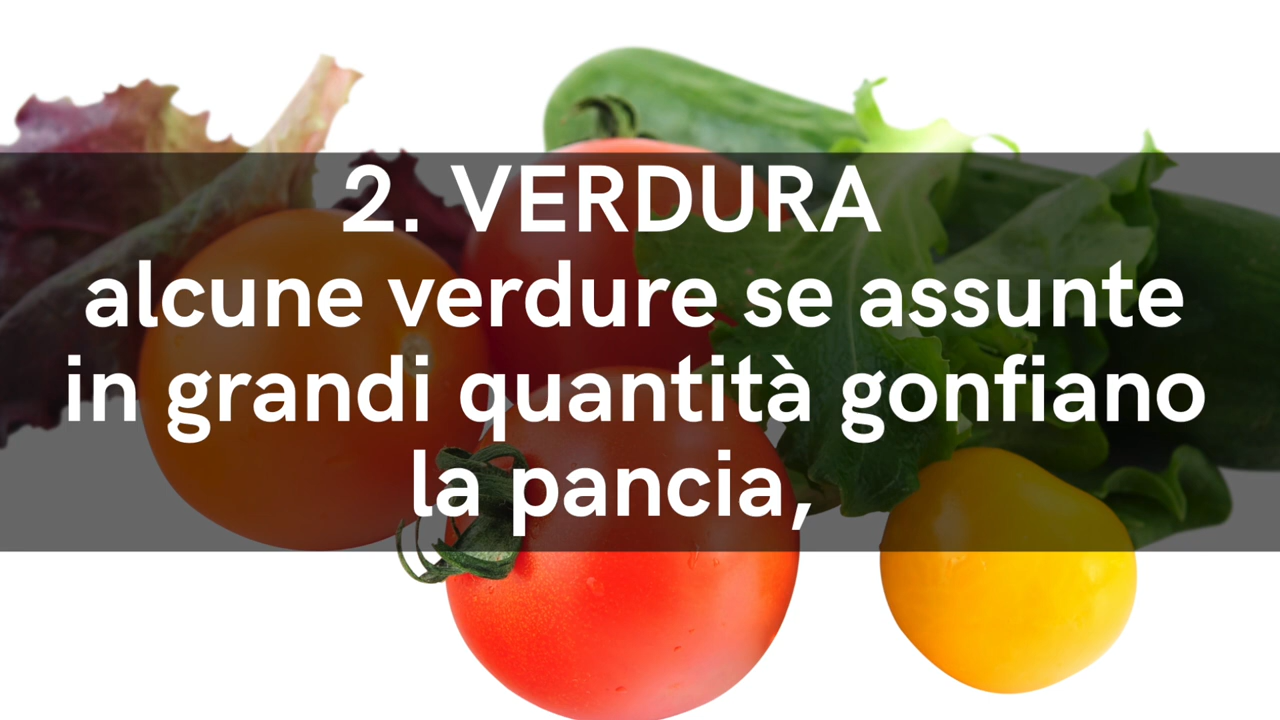 2. VERDURA
alcune verdure se assunte
in grandi quantità gonfiano
la pancia,